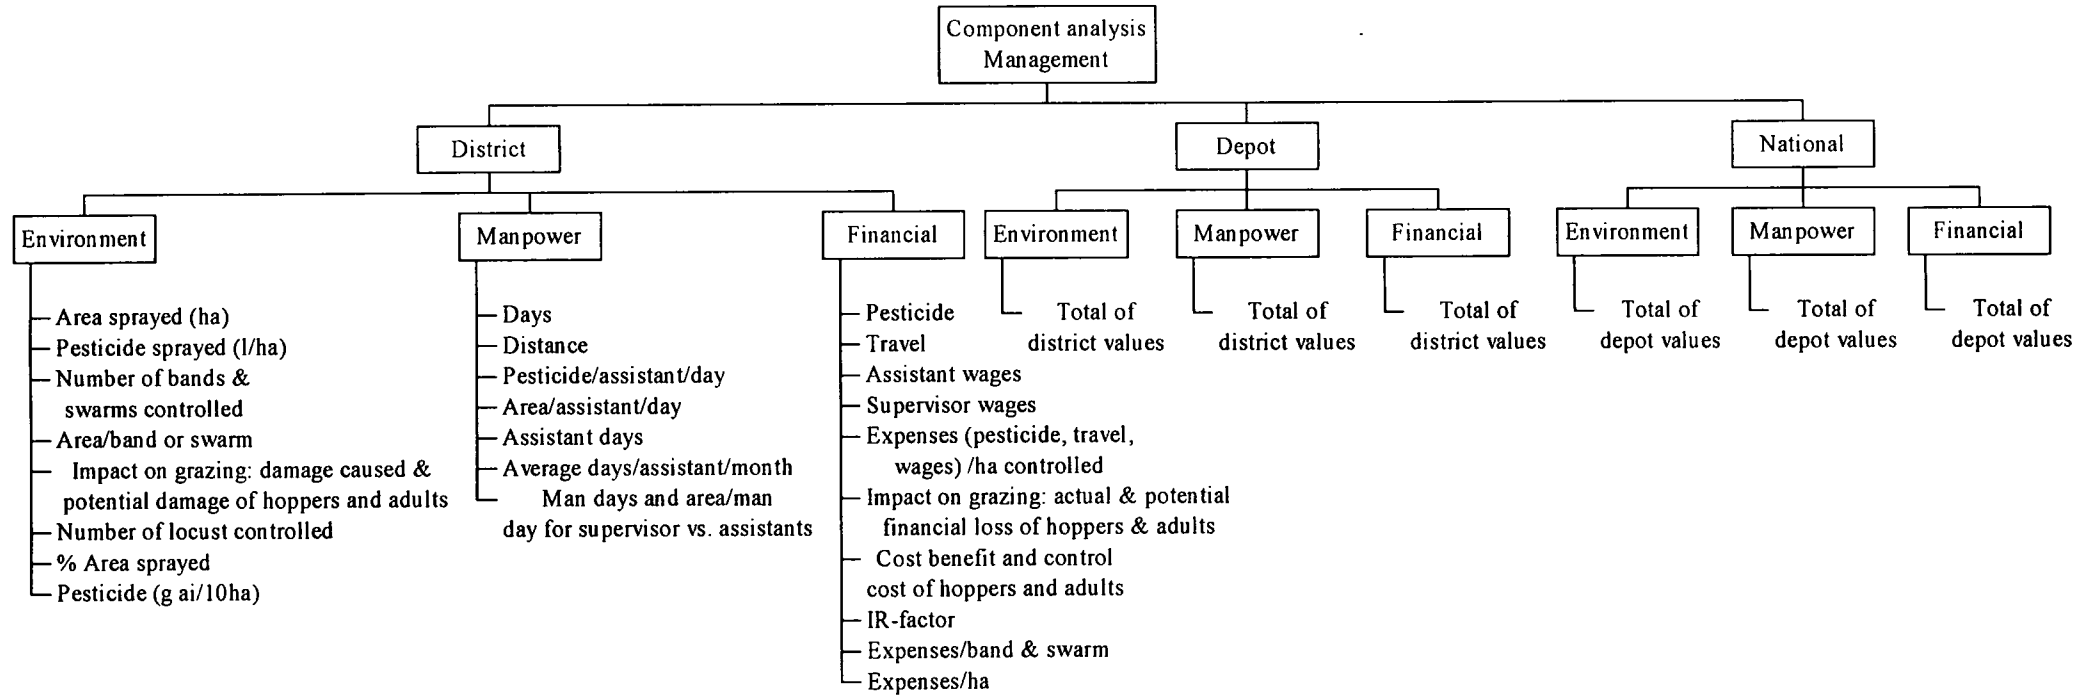 Component analysis
Management
District
Depot
National
Environment
Manpower
Financial
Environment
Manpower
Financial
Environment
Manpower
Financial
Area sprayed (ha)
Pesticide sprayed (l/ha)
Number of bands &
swarms controlled
Area/band or swarm
Impact on grazing: damage caused &
potential damage of hoppers and adults
Number of locust controlled
% Area sprayed
Pesticide (g ai/10ha)
Days
Distance
Pesticide/assistant/day
Area/assistant/day
Assistant days
Average days/assistant/month
Man days and area/man
day for supervisor vs. assistants
Pesticide
Travel
Assistant wages
Supervisor wages
Expenses (pesticide, travel,
wages) /ha controlled
Impact on grazing: actual & potential
financial loss of hoppers & adults
Cost benefit and control
cost of hoppers and adults
IR-factor
Expenses/band & swarm
Expenses/ha
Total of
district values
Total of
district values
Total of
district values
Total of
depot values
Total of
depot values
Total of
depot values